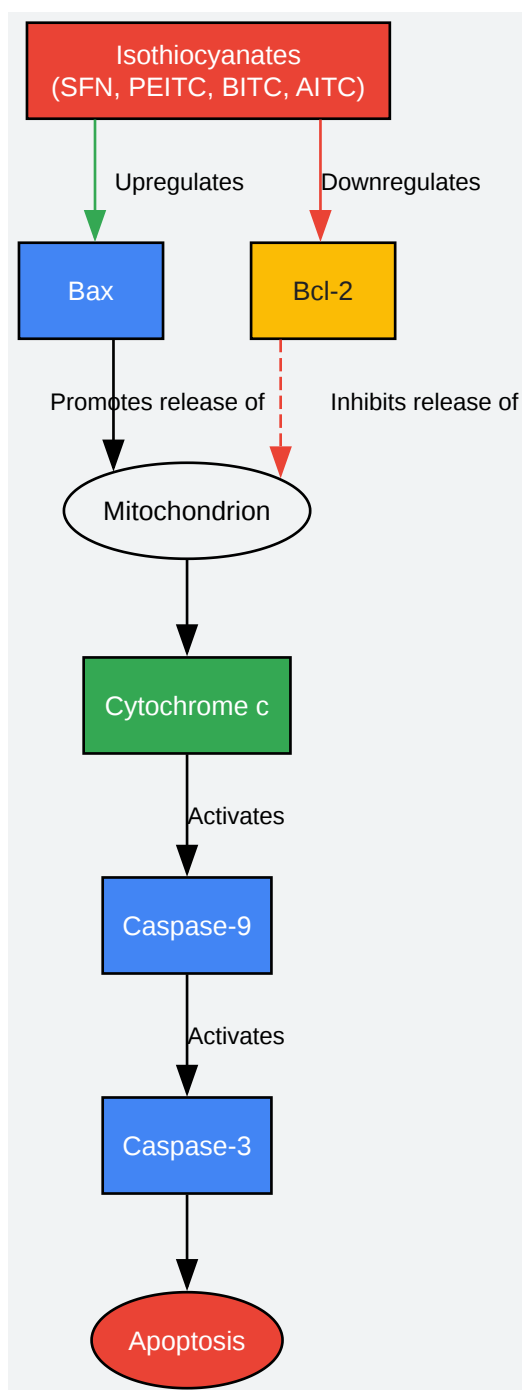 Isothiocyanates
(SFN, PEITC, BITC, AITC)
Upregulates
Downregulates
Bax
Bcl-2
Promotes release of
Inhibits release of
Mitochondrion
Cytochrome c
Activates
Caspase-9
Activates
Caspase-3
Apoptosis